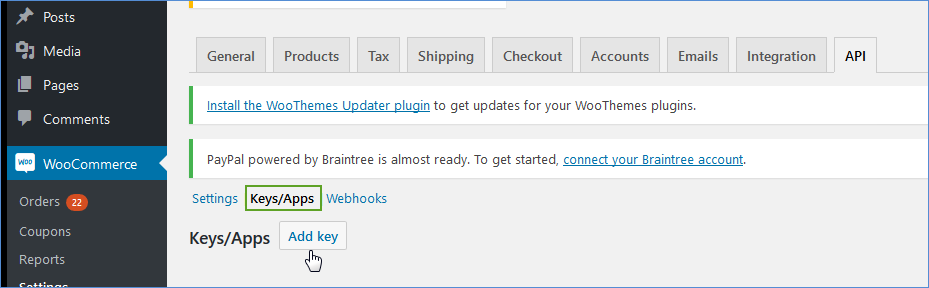 Posts
Media
Pages
Comments
WOO
WooCommerce
Orders 22
Coupons
Reports
Settings
General Products Tax Shipping Checkout Accounts Emails Integration API
Install the WooThemes Updater plugin to get updates for your WooThemes plugins.
PayPal powered by Braintree is almost ready. To get started, connect your Braintree account.
Settings Keys/Apps Webhooks
Keys/Apps Add key